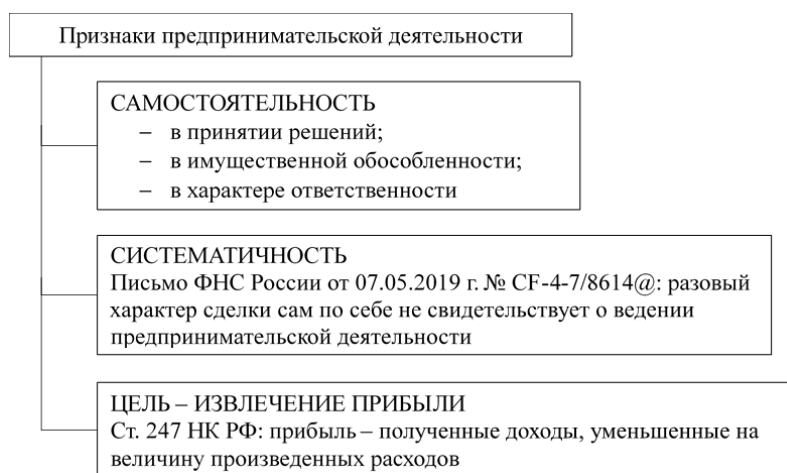 Признаки предпринимательской деятельности
САМОСТОЯТЕЛЬНОСТЬ
– в принятии решений;
– в имущественной обособленности;
– в характере ответственности
СИСТЕМАТИЧНОСТЬ
Письмо ФНС России от 07.05.2019 г. № CF-4-7/8614@: разовый
характер сделки сам по себе не свидетельствует о ведении
предпринимательской деятельности
ЦЕЛЬ – ИЗВЛЕЧЕНИЕ ПРИБЫЛИ
Ст. 247 НК РФ: прибыль – полученные доходы, уменьшенные на
величину произведенных расходов